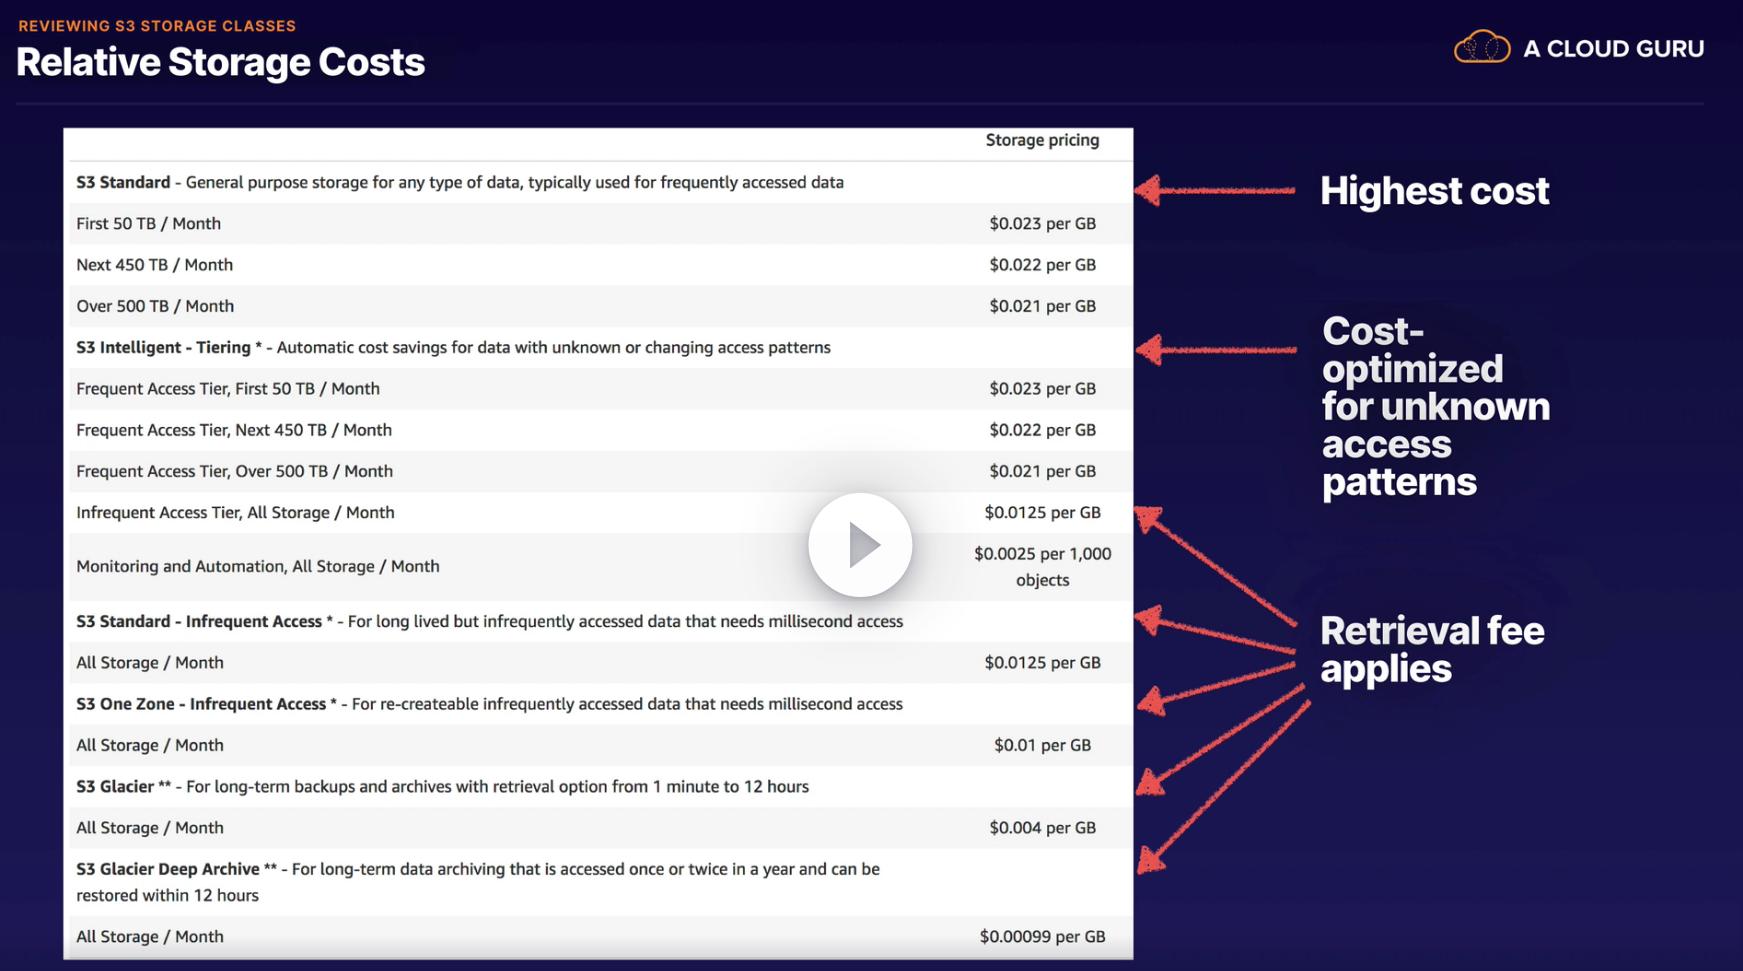 REVIEWING S3 STORAGE CLASSES
Relative Storage Costs
A CLOUD GURU
Storage pricing
S3 Standard - General purpose storage for any type of data, typically used for frequently accessed data
First 50 TB / Month $0.023 per GB
Next 450 TB / Month $0.022 per GB
Over 500 TB / Month $0.021 per GB
S3 Intelligent - Tiering * - Automatic cost savings for data with unknown or changing access patterns
Frequent Access Tier, First 50 TB / Month $0.023 per GB
Frequent Access Tier, Next 450 TB / Month $0.022 per GB
Frequent Access Tier, Over 500 TB / Month $0.021 per GB
Infrequent Access Tier, All Storage / Month $0.0125 per GB
Monitoring and Automation, All Storage / Month $0.0025 per 1,000
objects
S3 Standard - Infrequent Access * - For long lived but infrequently accessed data that needs millisecond access
All Storage / Month $0.0125 per GB
S3 One Zone - Infrequent Access * - For re-createable infrequently accessed data that needs millisecond access
All Storage / Month $0.01 per GB
S3 Glacier ** - For long-term backups and archives with retrieval option from 1 minute to 12 hours
All Storage / Month $0.004 per GB
S3 Glacier Deep Archive ** - For long-term data archiving that is accessed once or twice in a year and can be
restored within 12 hours
All Storage / Month $0.00099 per GB
Highest cost
Cost-
optimized
for unknown
access
patterns
Retrieval fee
applies